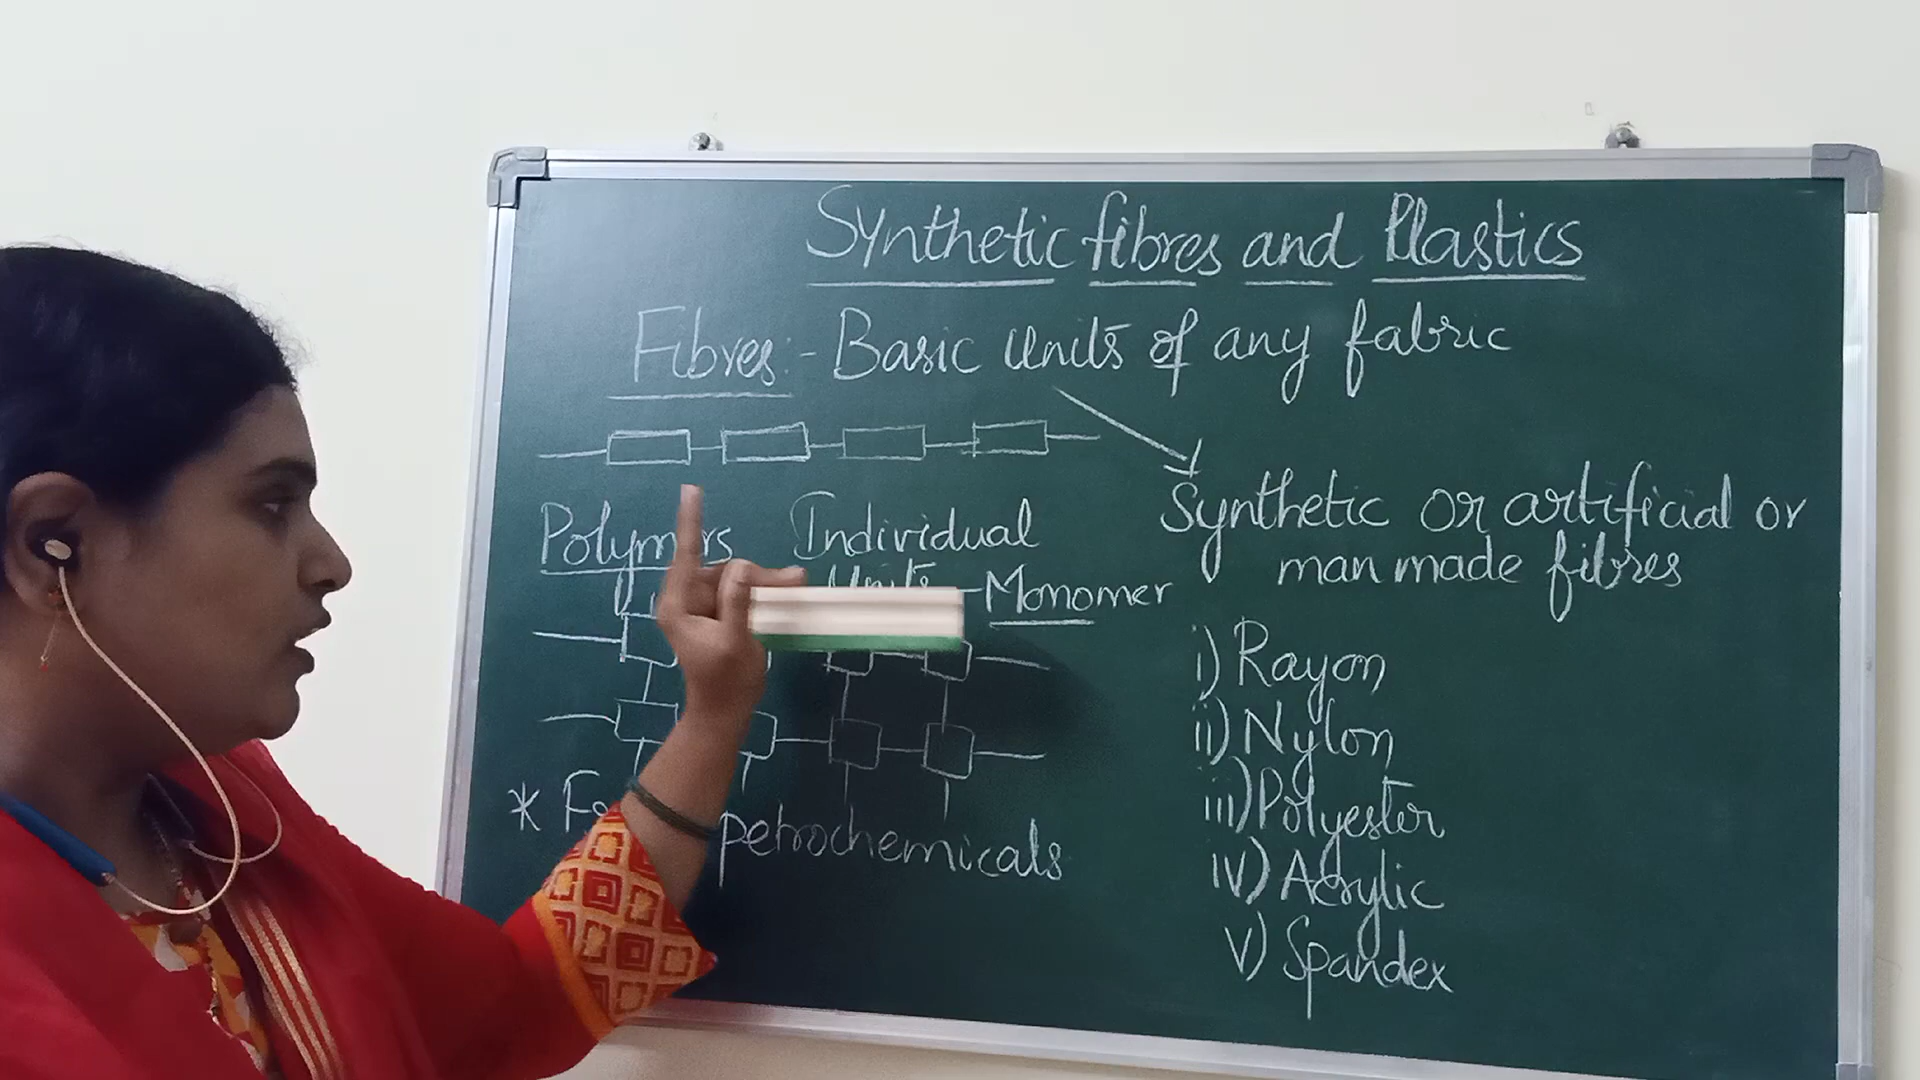 Synthetic fibres and Plastics
Fibres:- Basic Units of any fabric
Polymers Individual
Units - Monomer
Synthetic or artificial or
man made fibres
i) Rayon
ii) Nylon
iii) Polyester
iv) Acrylic
v) Spandex
* petrochemicals